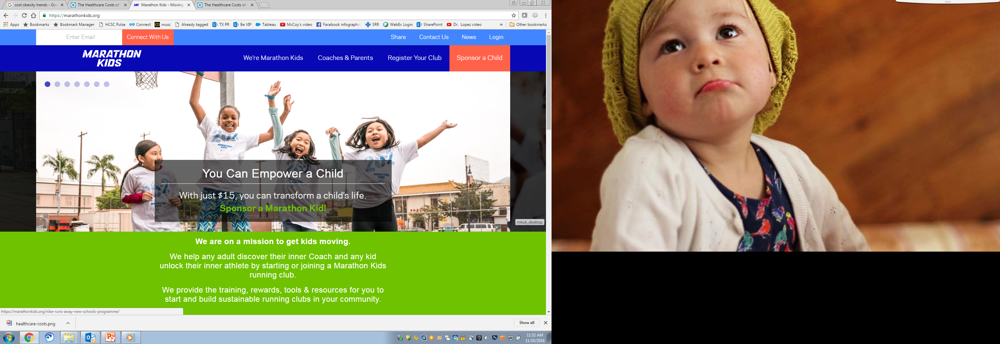 cost obesity trends - Goo
The Healthcare Costs of
Marathon Kids - Moving
The Healthcare Costs of
https://marathonkids.org
Apps Bookmarks Bookmark Manager HCSC Pulse Connect musc Already tagged TX PR Be VIP Tableau McCoy's video Facebook infographic SRR WebEx Login SharePoint Dr. Lopez video » Other bookmarks
Enter Email Connect With Us Share Contact Us News Login
MARATHON
KIDS
We're Marathon Kids Coaches & Parents Register Your Club Sponsor a Child
MARATHON
KIDS
MARATHON
KIDS
You Can Empower a Child
With just $15, you can transform a child's life.
Sponsor a Marathon Kid!
mkuk_desktop
We are on a mission to get kids moving.
We help any adult discover their inner Coach and any kid
unlock their inner athlete by starting or joining a Marathon Kids
running club.
We provide the training, rewards, tools & resources for you to
start and build sustainable running clubs in your community.
https://marathonkids.org/nike-runs-away-new-schools-programme/
healthcare-costs.png Show all
11:52 AM
11/10/2016